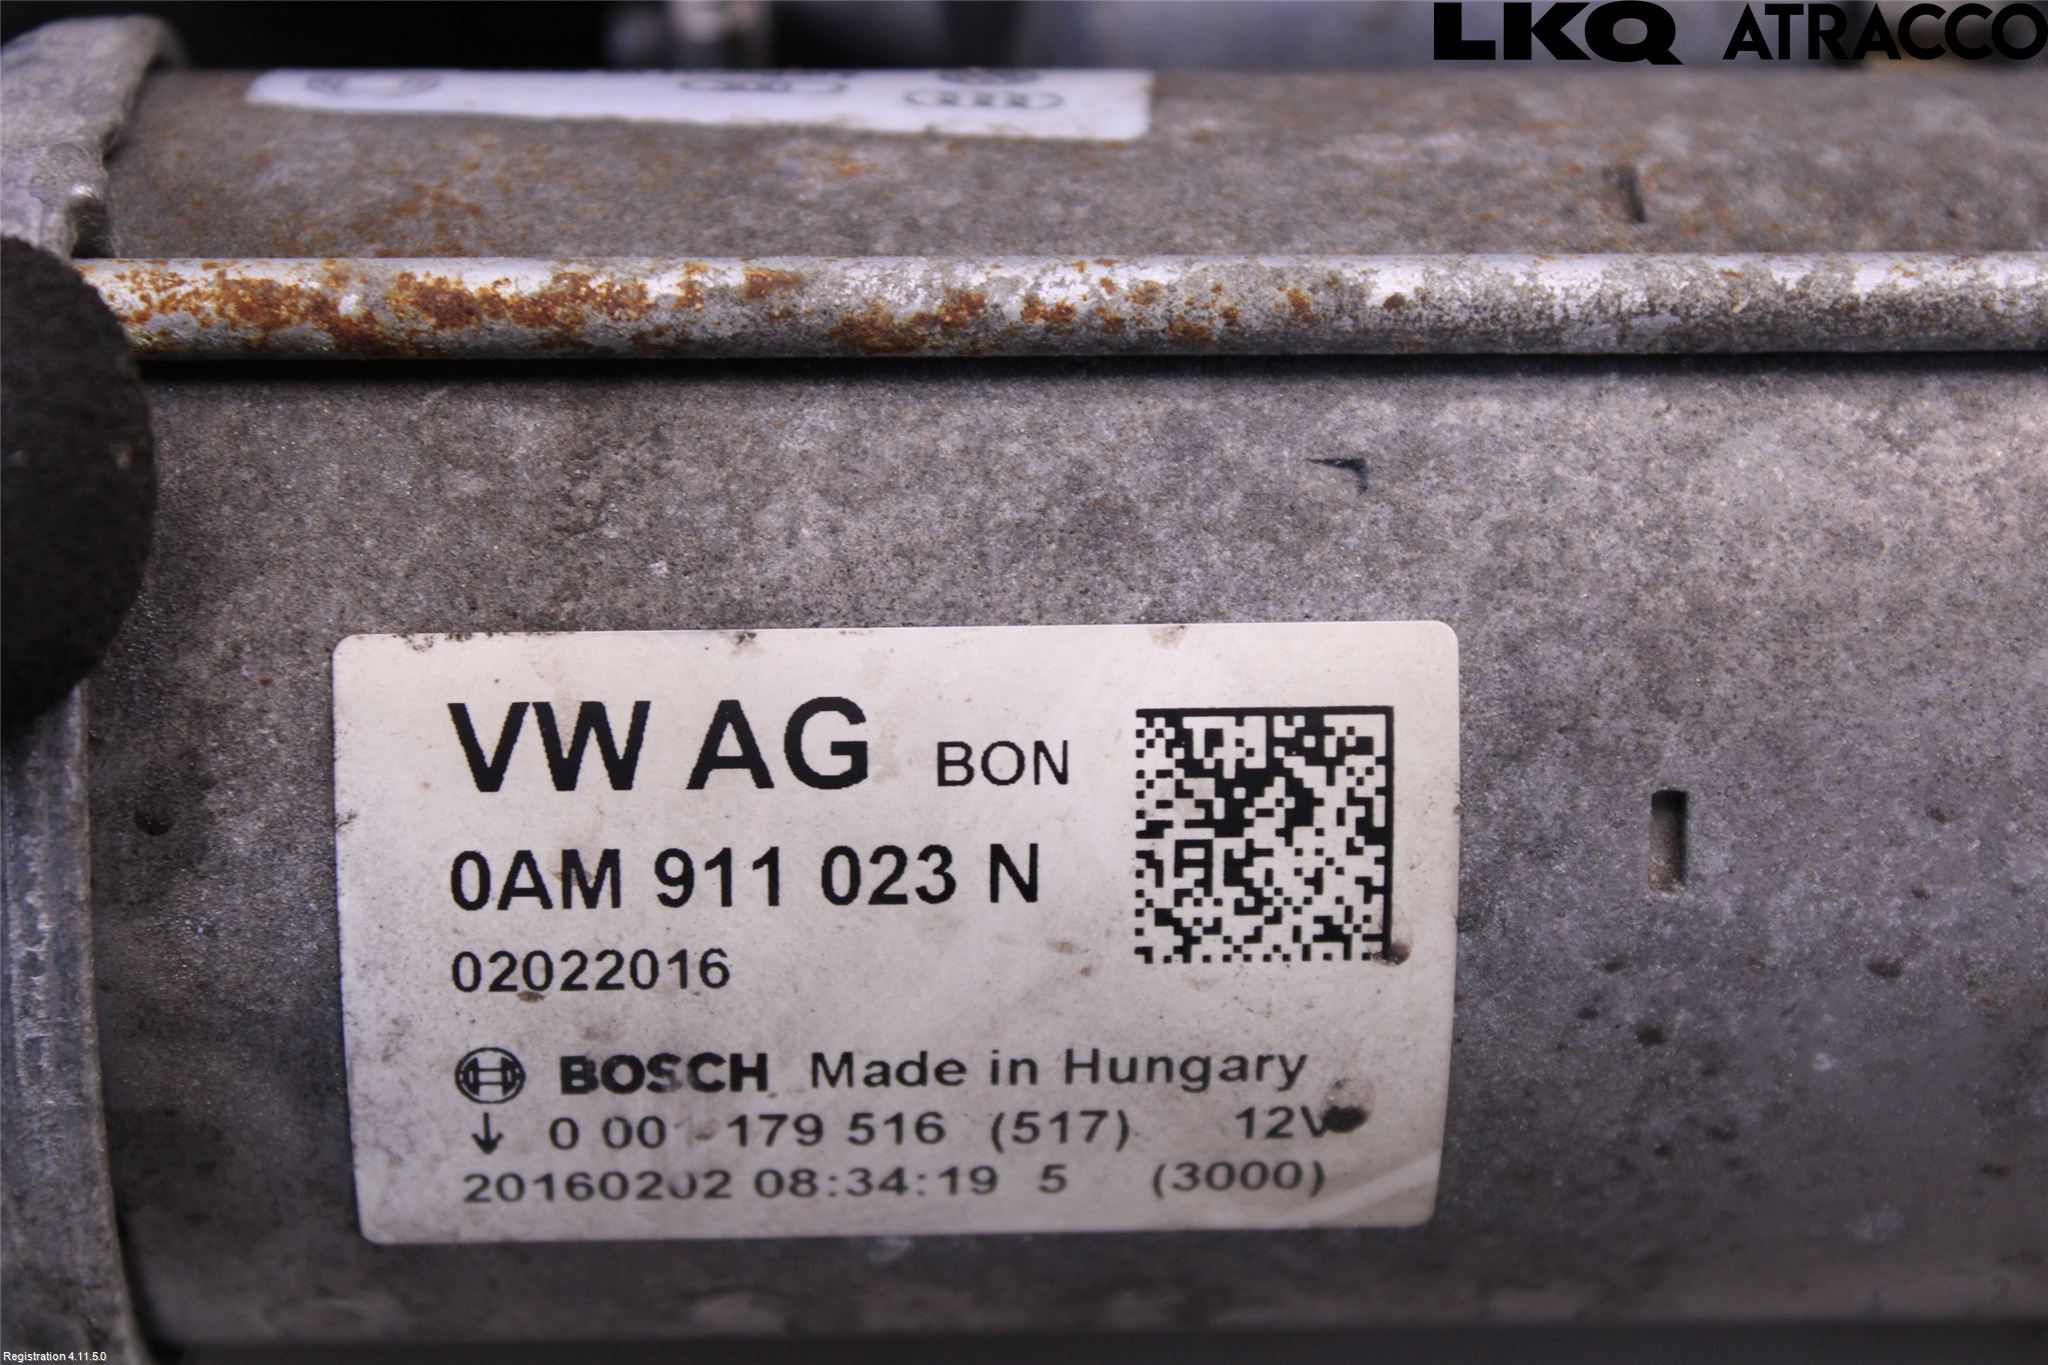 LKQ ATRACCO
VW AG BON
0AM 911 023 N
02022016
BOSCH Made in Hungary
↓ 0 001 179 516 (517) 12V
20160202 08:34:19 5 (3000)
Registration 4.11.5.0